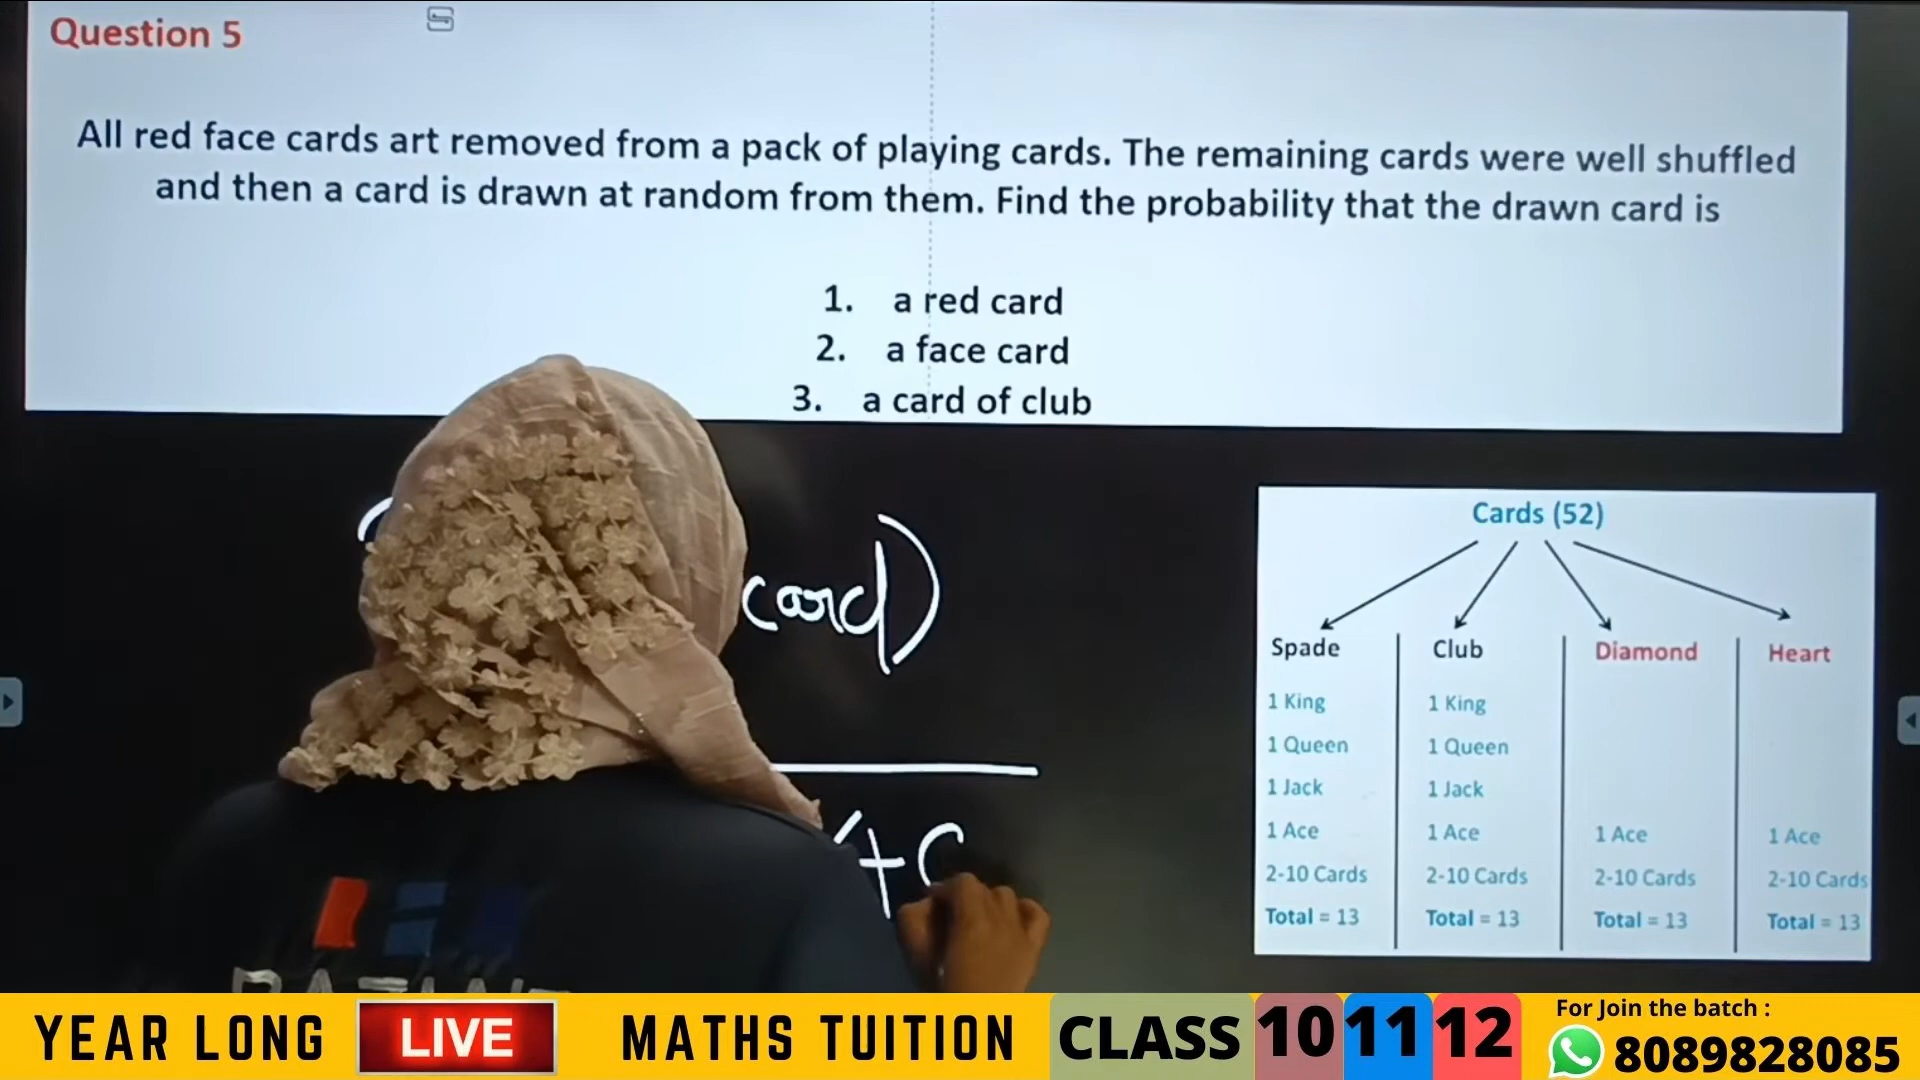 Question 5
All red face cards art removed from a pack of playing cards. The remaining cards were well shuffled
and then a card is drawn at random from them. Find the probability that the drawn card is
1. a red card
2. a face card
3. a card of club
card)
Cards (52)
Spade Club Diamond Heart
1 King 1 King
1 Queen 1 Queen
1 Jack 1 Jack
1 Ace 1 Ace 1 Ace 1 Ace
2-10 Cards 2-10 Cards 2-10 Cards 2-10 Cards
Total = 13 Total = 13 Total = 13 Total = 13
YEAR LONG LIVE MATHS TUITION CLASS 10 11 12
For Join the batch :
8089828085